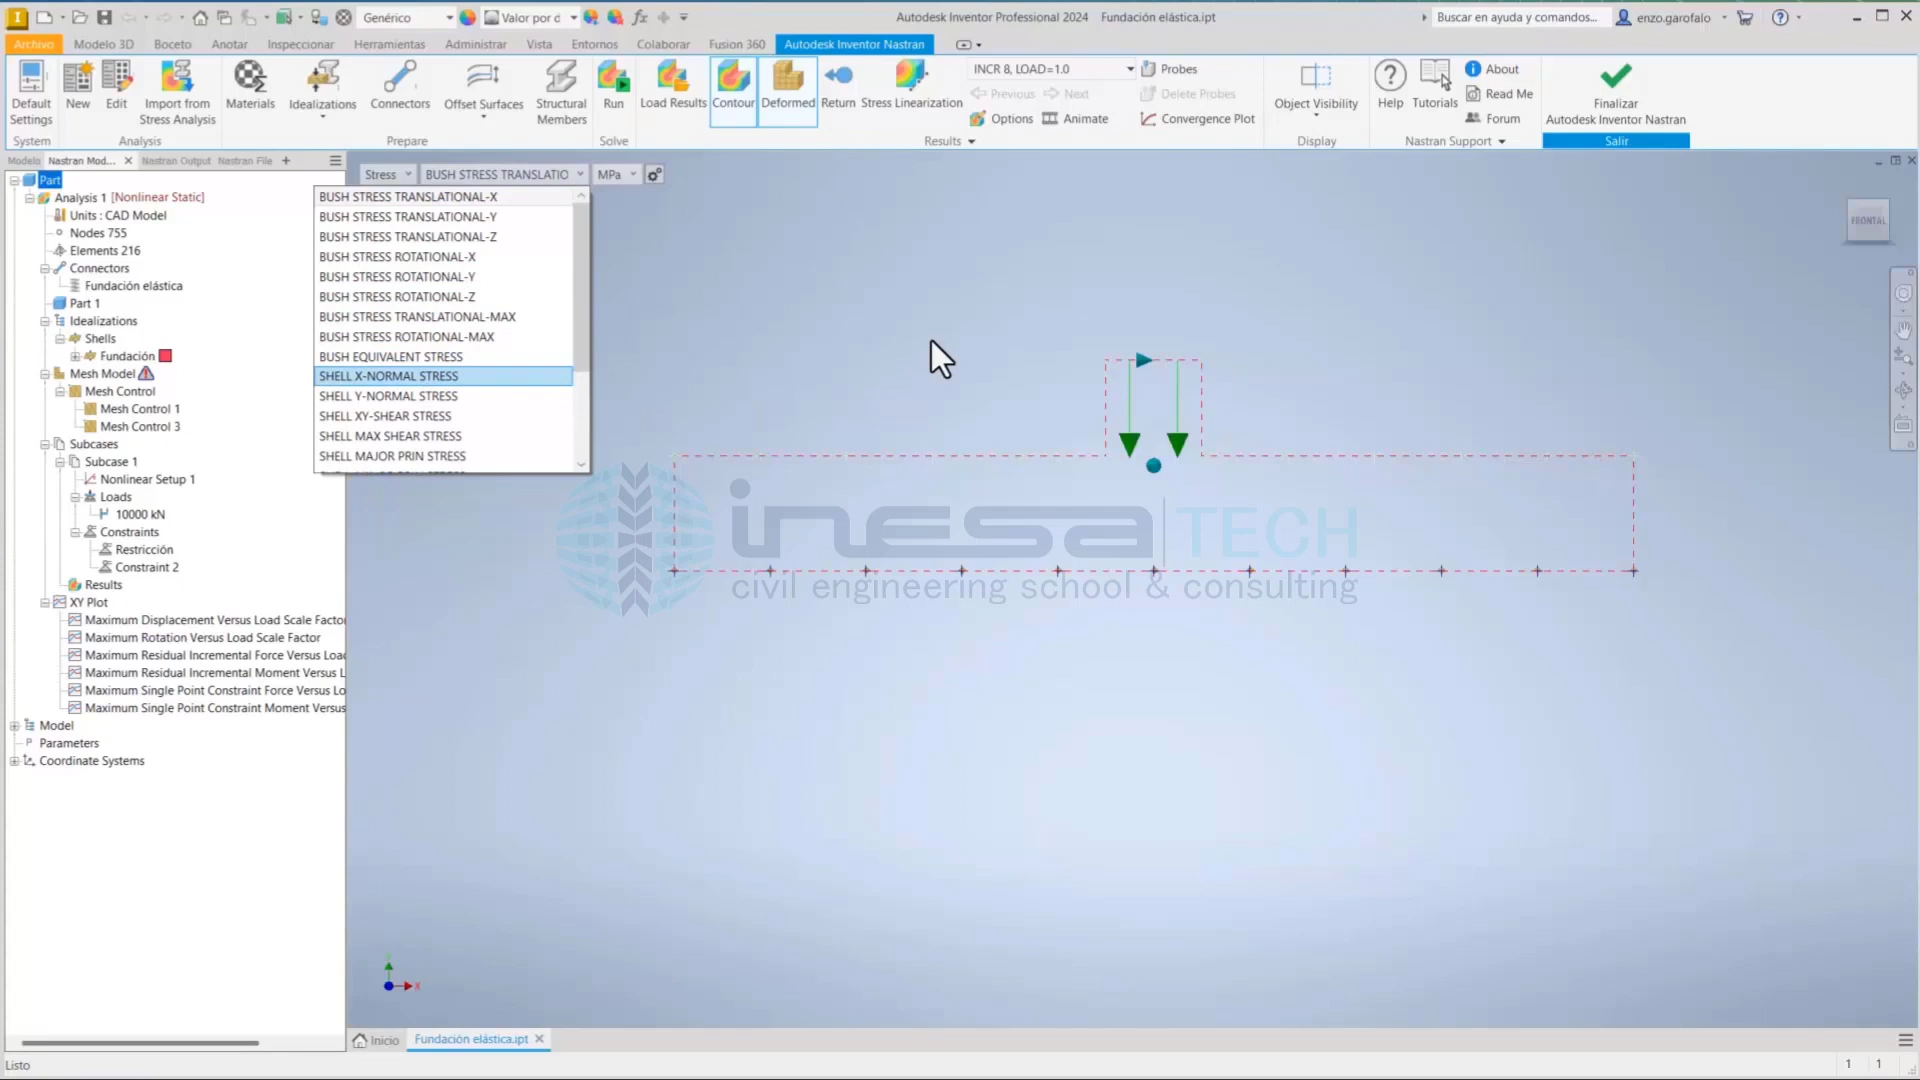 Genérico
Valor por d
Autodesk Inventor Professional 2024 Fundación elástica.ipt
Buscar en ayuda y comandos...
enzo.garofalo
Archivo Modelo 3D Boceto Anotar Inspeccionar Herramientas Administrar Vista Entornos Colaborar Fusion 360 Autodesk Inventor Nastran
Default Settings
New
Edit
Import from Stress Analysis
Materials
Idealizations
Connectors
Offset Surfaces
Structural Members
Run
Load Results
Contour
Deformed
Return
Stress Linearization
INCR 8, LOAD=1.0
Previous Next
Options Animate
Probes
Delete Probes
Convergence Plot
Object Visibility
Help
Tutorials
About
Read Me
Forum
Finalizar
Autodesk Inventor Nastran
System Analysis Prepare Solve Results Display Nastran Support Salir
Modelo Nastran Mod... Nastran Output Nastran File
Stress BUSH STRESS TRANSLATIO MPa
Part
Analysis 1 [Nonlinear Static]
Units : CAD Model
Nodes 755
Elements 216
Connectors
Fundación elástica
Part 1
Idealizations
Shells
Fundación
Mesh Model
Mesh Control
Mesh Control 1
Mesh Control 3
Subcases
Subcase 1
Nonlinear Setup 1
Loads
10000 kN
Constraints
Restricción
Constraint 2
Results
XY Plot
Maximum Displacement Versus Load Scale Factor
Maximum Rotation Versus Load Scale Factor
Maximum Residual Incremental Force Versus Load
Maximum Residual Incremental Moment Versus L
Maximum Single Point Constraint Force Versus Lo
Maximum Single Point Constraint Moment Versus
Model
Parameters
Coordinate Systems
BUSH STRESS TRANSLATIONAL-X
BUSH STRESS TRANSLATIONAL-Y
BUSH STRESS TRANSLATIONAL-Z
BUSH STRESS ROTATIONAL-X
BUSH STRESS ROTATIONAL-Y
BUSH STRESS ROTATIONAL-Z
BUSH STRESS TRANSLATIONAL-MAX
BUSH STRESS ROTATIONAL-MAX
BUSH EQUIVALENT STRESS
SHELL X-NORMAL STRESS
SHELL Y-NORMAL STRESS
SHELL XY-SHEAR STRESS
SHELL MAX SHEAR STRESS
SHELL MAJOR PRIN STRESS
FRONTAL
inesa TECH
civil engineering school & consulting
X
Inicio Fundación elástica.ipt
Listo
1 1